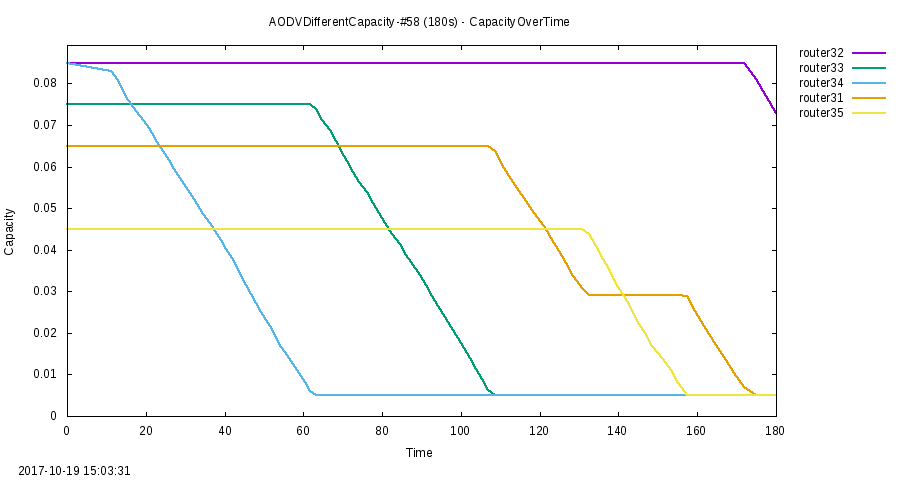 AODVDifferentCapacity-#58 (180s) - CapacityOverTime
router32
router33
router34
router31
router35
0.08
0.07
0.06
0.05
0.04
0.03
0.02
0.01
0
Capacity
0 20 40 60 80 100 120 140 160 180
Time
2017-10-19 15:03:31